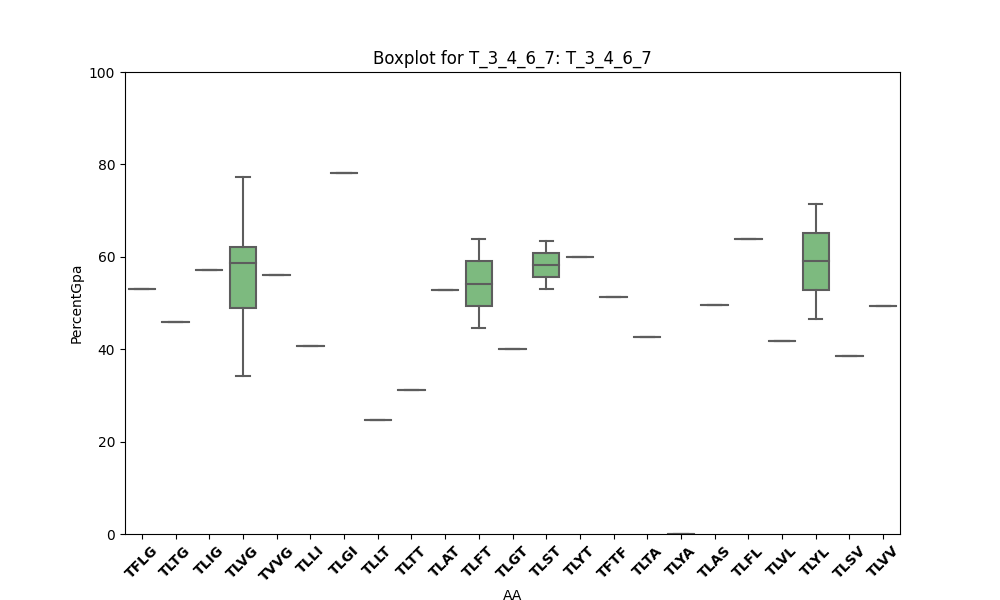 Boxplot for T_3_4_6_7: T_3_4_6_7
100
80
60
40
20
0
PercentGpa
TFLG TLTG TLIG TLVG TVVG TLLI TLGI TLLT TLTT TLAT TLFT TLGT TLST TLYT TFTF TLTA TLYA TLAS TLFL TLVL TLYL TLSV TLVV
AA